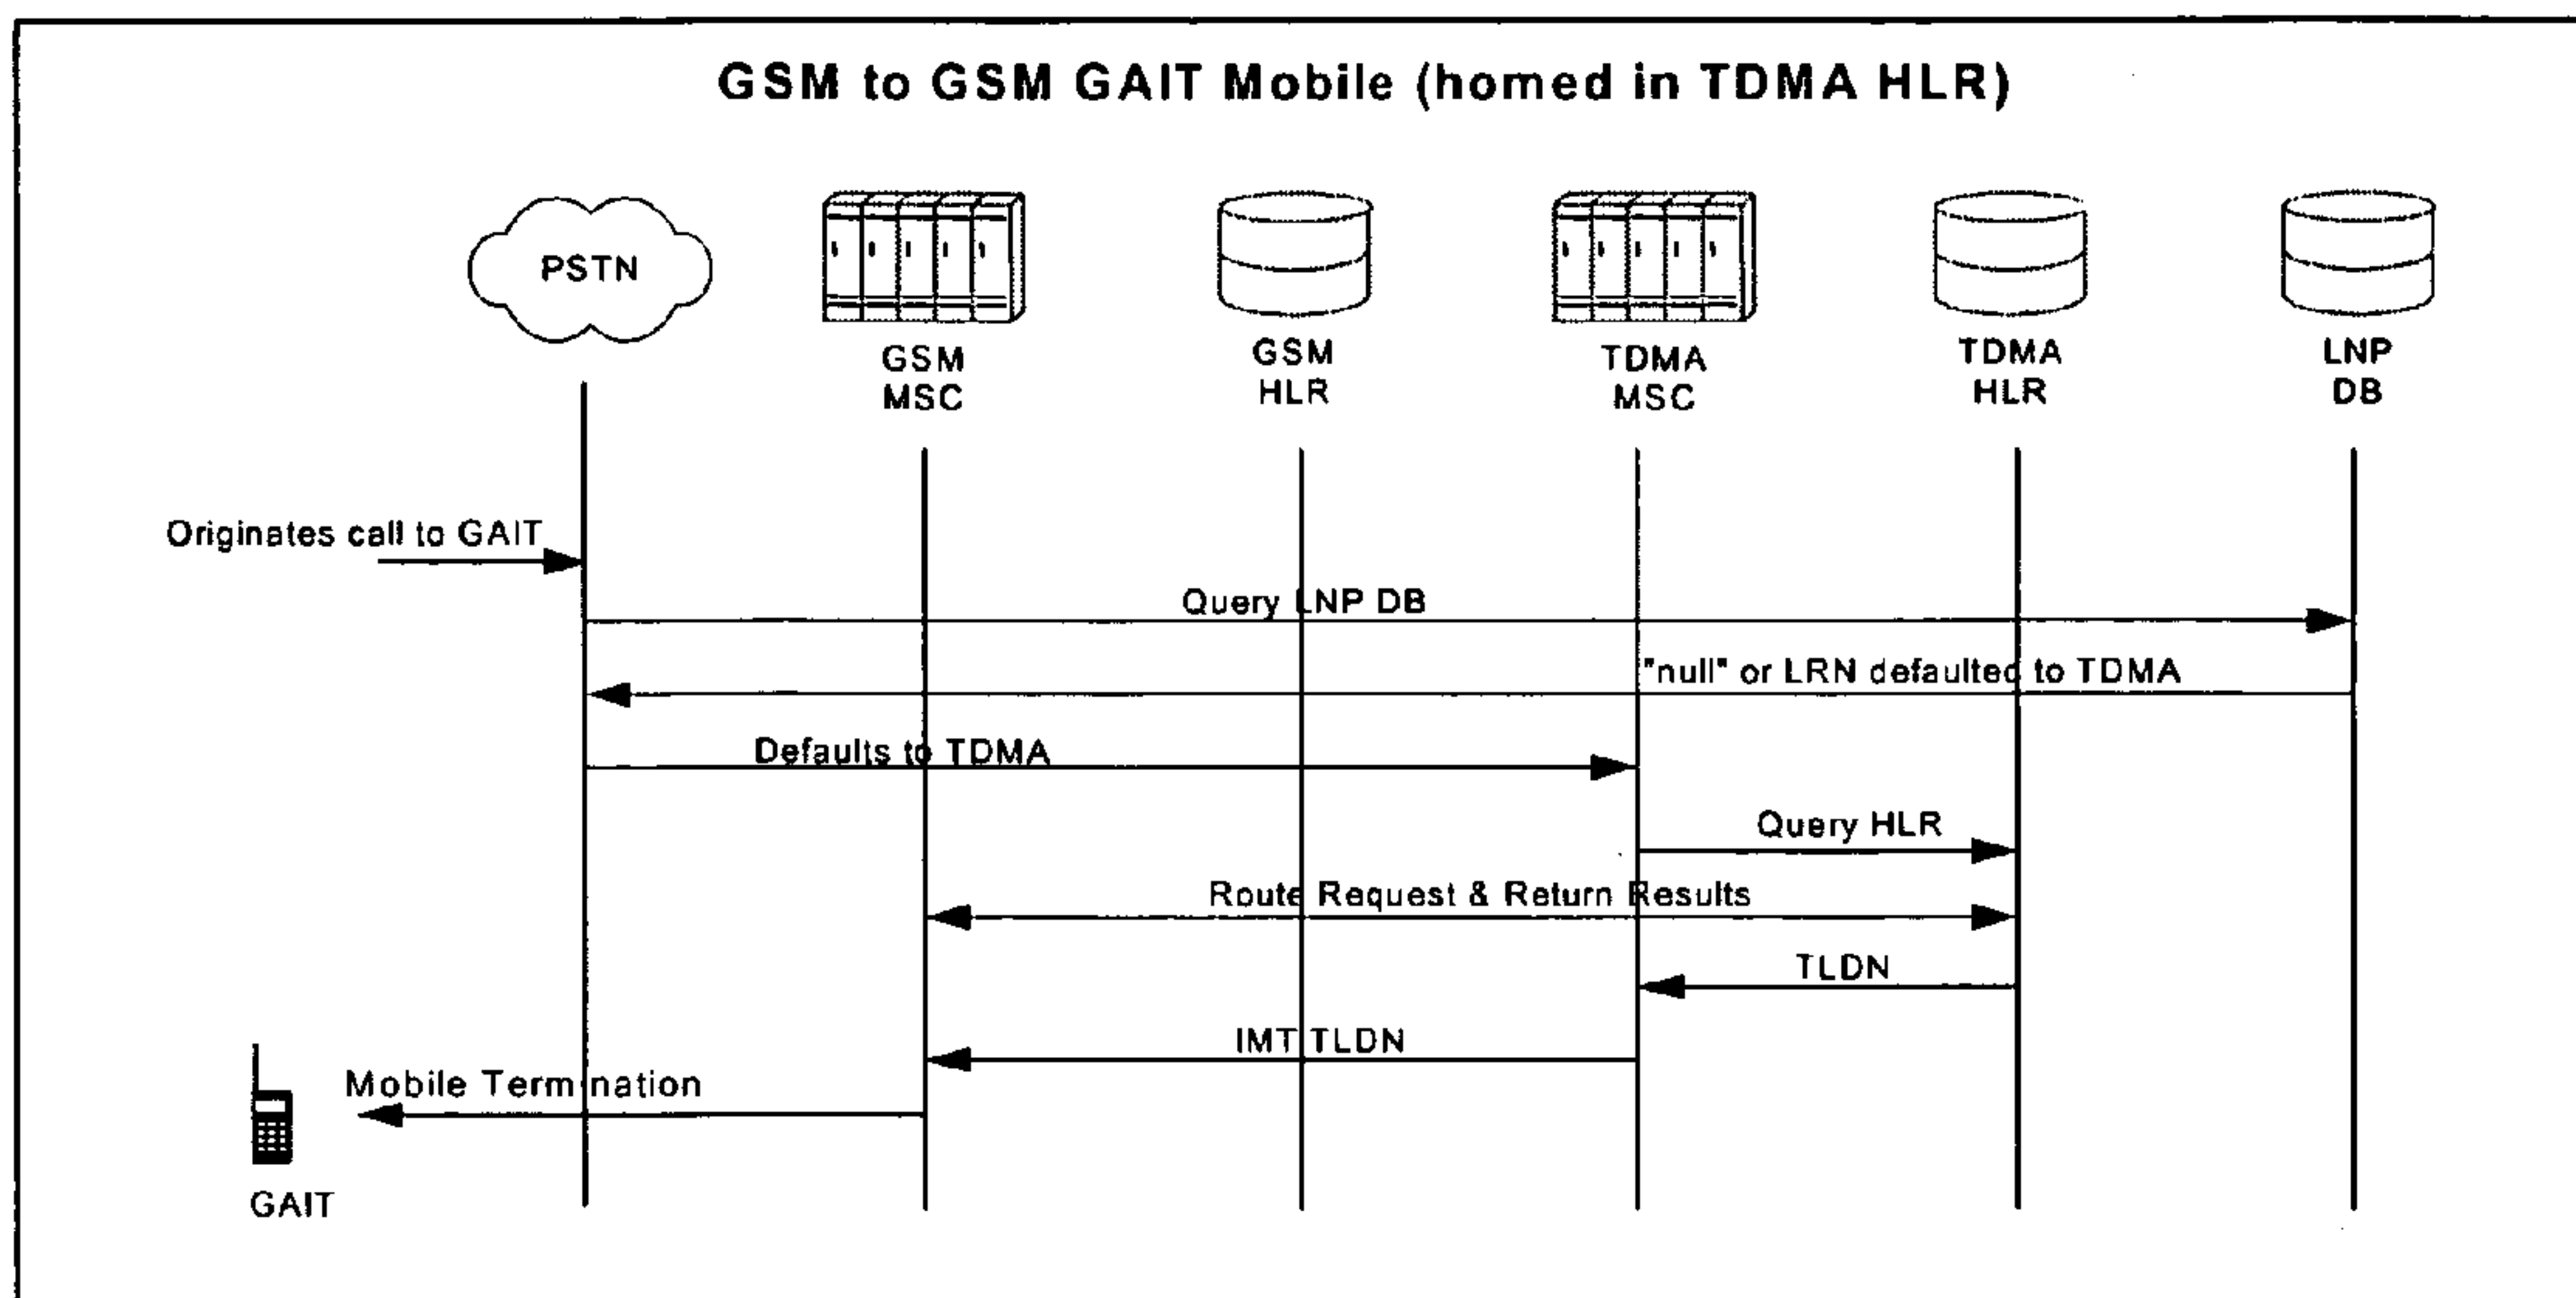 GSM to GSM GAIT Mobile (homed in TDMA HLR)
PSTN
GSM
MSC
GSM
HLR
TDMA
MSC
TDMA
HLR
LNP
DB
Originates call to GAIT
Query LNP DB
"null" or LRN defaulted to TDMA
Defaults to TDMA
Query HLR
Route Request & Return Results
TLDN
IMT TLDN
Mobile Termination
GAIT